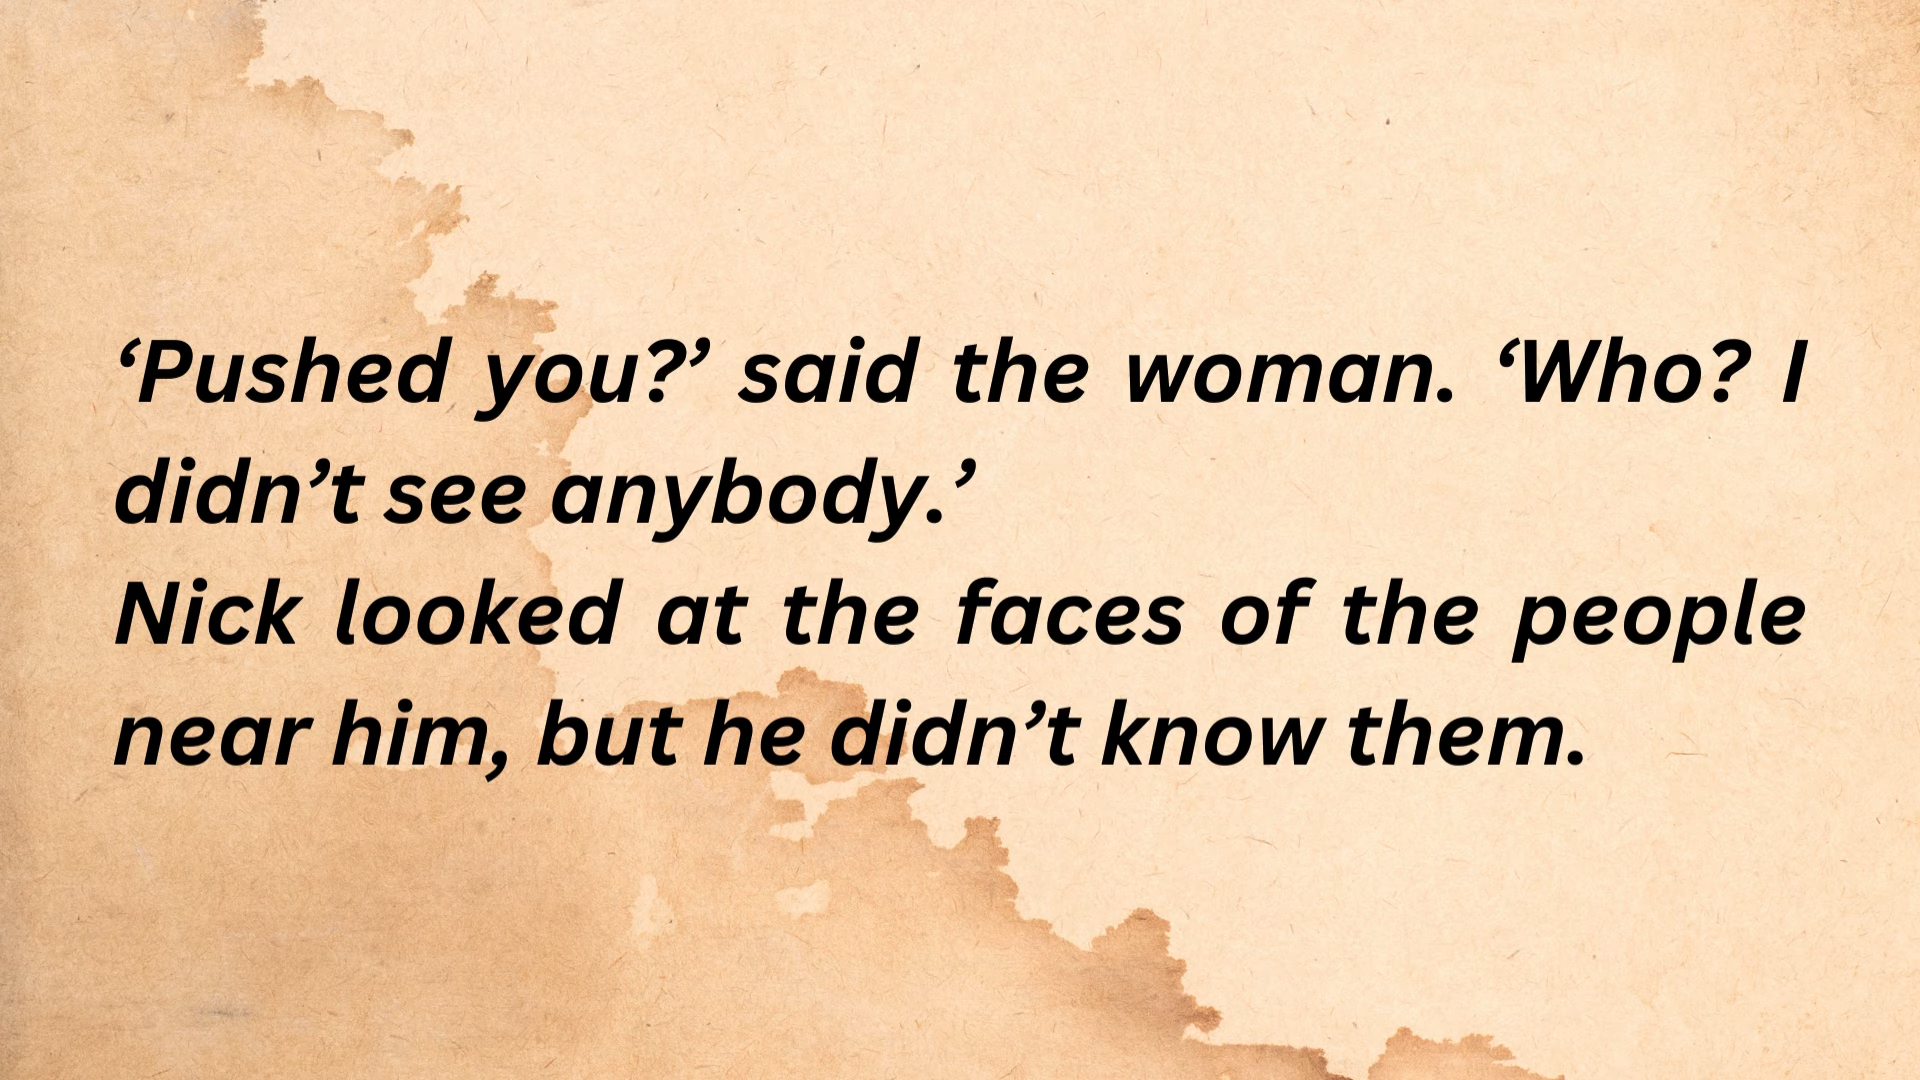 ‘Pushed you?’ said the woman. ‘Who? I
didn’t see anybody.’
Nick looked at the faces of the people
near him, but he didn’t know them.